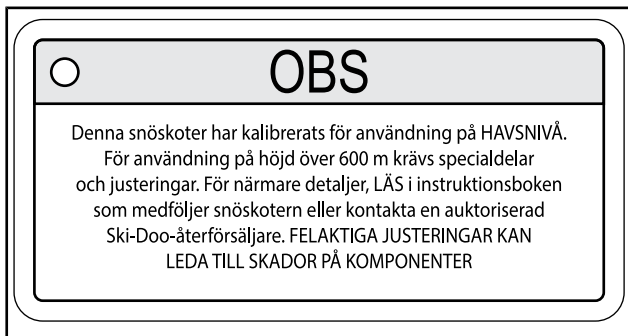 OBS
Denna snöskoter har kalibrerats för användning på HAVSNIVÅ.
För användning på höjd över 600 m krävs specialdelar
och justeringar. För närmare detaljer, LÄS i instruktionsboken
som medföljer snöskotern eller kontakta en auktoriserad
Ski-Doo-återförsäljare. FELAKTIGA JUSTERINGAR KAN
LEDA TILL SKADOR PÅ KOMPONENTER